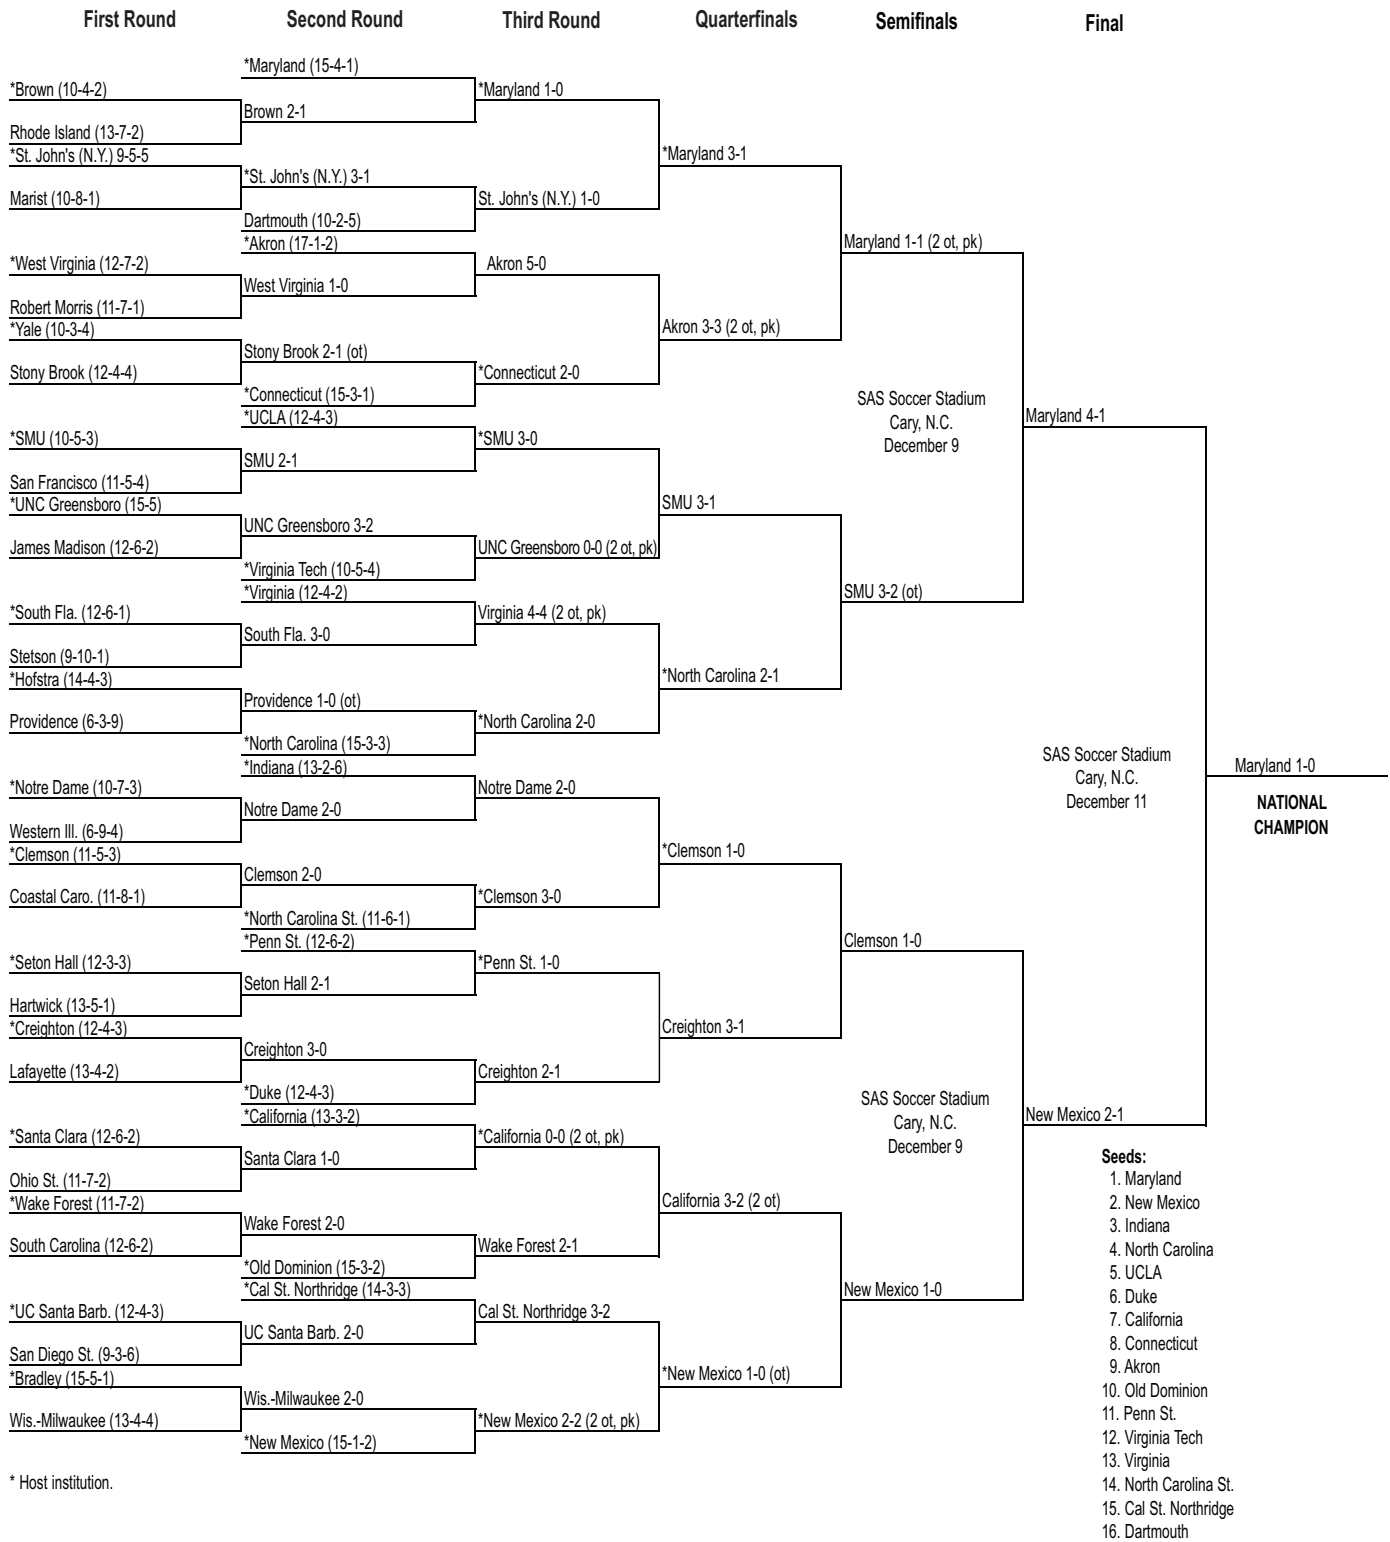 First Round
Second Round
Third Round
Quarterfinals
Semifinals
Final
*Brown (10-4-2)
Rhode Island (13-7-2)
*St. John's (N.Y.) 9-5-5
Marist (10-8-1)
*West Virginia (12-7-2)
Robert Morris (11-7-1)
*Yale (10-3-4)
Stony Brook (12-4-4)
*SMU (10-5-3)
San Francisco (11-5-4)
*UNC Greensboro (15-5)
James Madison (12-6-2)
*South Fla. (12-6-1)
Stetson (9-10-1)
*Hofstra (14-4-3)
Providence (6-3-9)
*Notre Dame (10-7-3)
Western Ill. (6-9-4)
*Clemson (11-5-3)
Coastal Caro. (11-8-1)
*Seton Hall (12-3-3)
Hartwick (13-5-1)
*Creighton (12-4-3)
Lafayette (13-4-2)
*Santa Clara (12-6-2)
Ohio St. (11-7-2)
*Wake Forest (11-7-2)
South Carolina (12-6-2)
*UC Santa Barb. (12-4-3)
San Diego St. (9-3-6)
*Bradley (15-5-1)
Wis.-Milwaukee (13-4-4)
* Host institution.
*Maryland (15-4-1)
Brown 2-1
*St. John's (N.Y.) 3-1
Dartmouth (10-2-5)
*Akron (17-1-2)
West Virginia 1-0
Stony Brook 2-1 (ot)
*Connecticut (15-3-1)
*UCLA (12-4-3)
SMU 2-1
UNC Greensboro 3-2
*Virginia Tech (10-5-4)
*Virginia (12-4-2)
South Fla. 3-0
Providence 1-0 (ot)
*North Carolina (15-3-3)
*Indiana (13-2-6)
Notre Dame 2-0
Clemson 2-0
*North Carolina St. (11-6-1)
*Penn St. (12-6-2)
Seton Hall 2-1
Creighton 3-0
*Duke (12-4-3)
*California (13-3-2)
Santa Clara 1-0
Wake Forest 2-0
*Old Dominion (15-3-2)
*Cal St. Northridge (14-3-3)
UC Santa Barb. 2-0
Wis.-Milwaukee 2-0
*New Mexico (15-1-2)
*Maryland 1-0
St. John's (N.Y.) 1-0
Akron 5-0
*Connecticut 2-0
*SMU 3-0
UNC Greensboro 0-0 (2 ot, pk)
Virginia 4-4 (2 ot, pk)
*North Carolina 2-0
Notre Dame 2-0
*Clemson 3-0
*Penn St. 1-0
Creighton 2-1
*California 0-0 (2 ot, pk)
Wake Forest 2-1
Cal St. Northridge 3-2
*New Mexico 2-2 (2 ot, pk)
*Maryland 3-1
Akron 3-3 (2 ot, pk)
SMU 3-1
*North Carolina 2-1
*Clemson 1-0
Creighton 3-1
California 3-2 (2 ot)
*New Mexico 1-0 (ot)
Maryland 1-1 (2 ot, pk)
SAS Soccer Stadium
Cary, N.C.
December 9
SMU 3-2 (ot)
Clemson 1-0
SAS Soccer Stadium
Cary, N.C.
December 9
New Mexico 1-0
Maryland 4-1
SAS Soccer Stadium
Cary, N.C.
December 11
New Mexico 2-1
Maryland 1-0
NATIONAL
CHAMPION
Seeds:
1. Maryland
2. New Mexico
3. Indiana
4. North Carolina
5. UCLA
6. Duke
7. California
8. Connecticut
9. Akron
10. Old Dominion
11. Penn St.
12. Virginia Tech
13. Virginia
14. North Carolina St.
15. Cal St. Northridge
16. Dartmouth